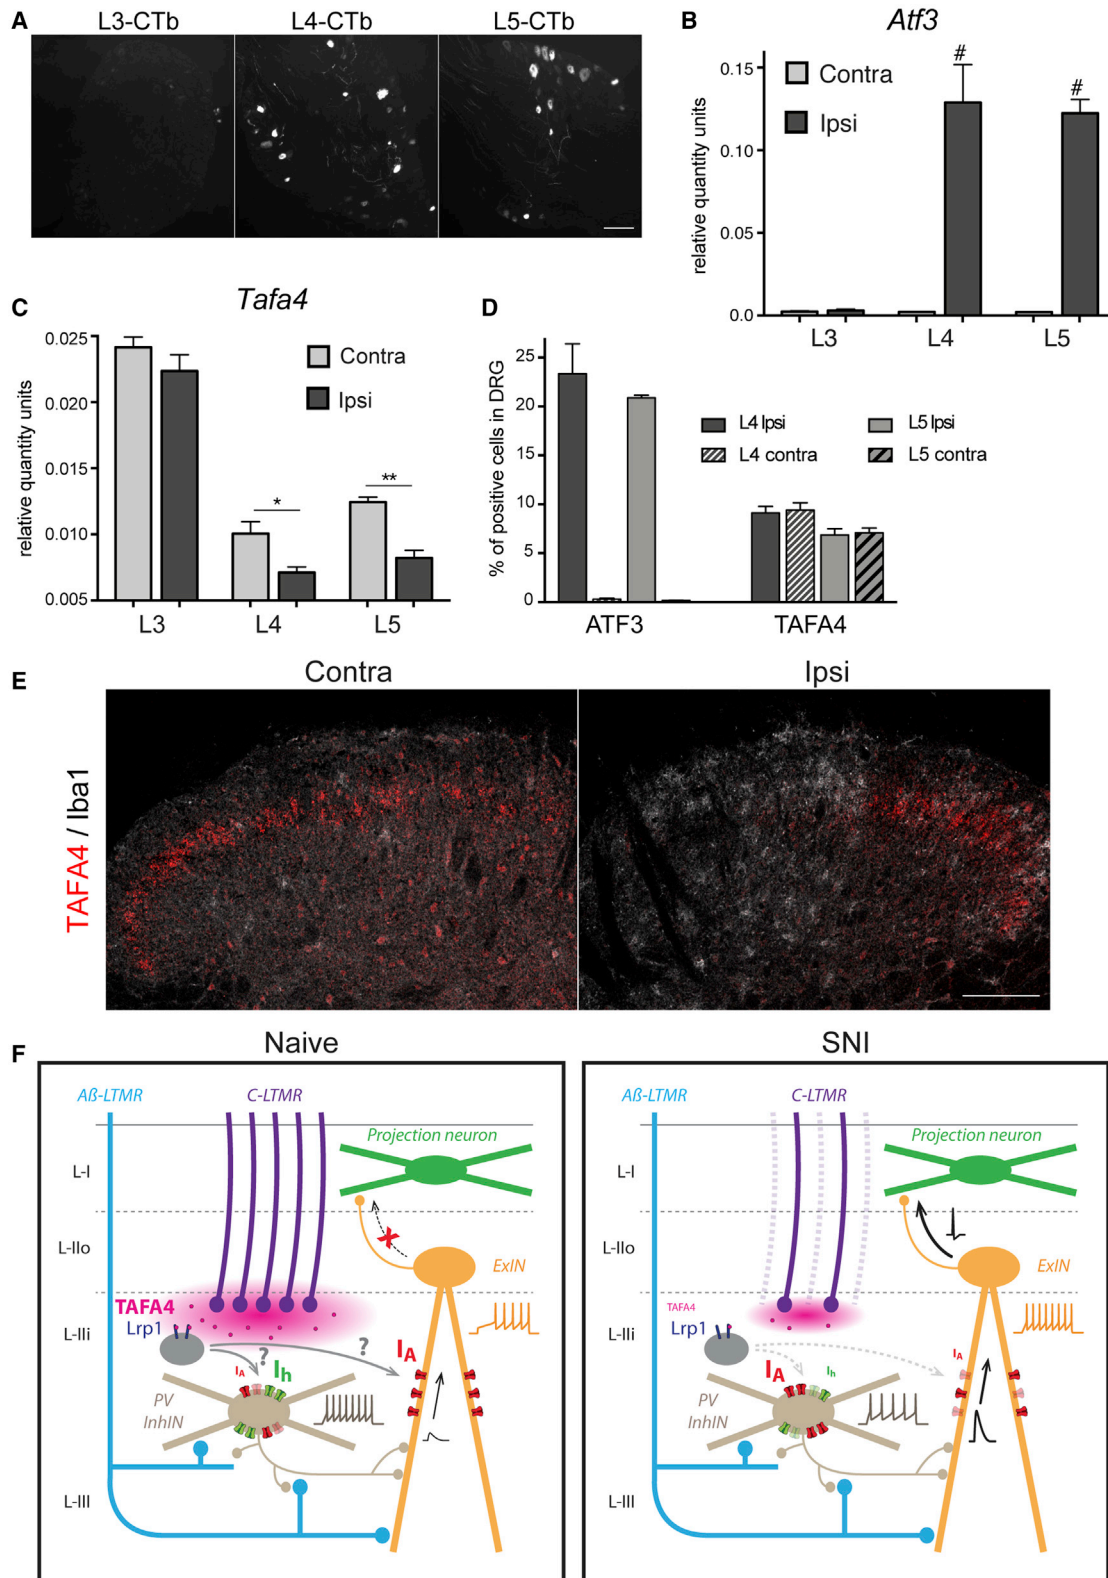 A
L3-CTb
L4-CTb
L5-CTb
B
Atf3
relative quantity units
0.15
0.10
0.05
0.0
Contra
Ipsi
#
#
L3
L4
L5
C
Tafa4
relative quantity units
0.025
0.020
0.015
0.010
0.005
Contra
Ipsi
*
**
L3
L4
L5
D
% of positive cells in DRG
25
20
15
10
5
0
L4 Ipsi
L5 Ipsi
L4 contra
L5 contra
ATF3
TAFA4
E
Contra
Ipsi
TAFA4 / Iba1
F
Naive
Aß-LTMR
C-LTMR
Projection neuron
L-I
L-IIo
ExIN
TAFA4
L-IIi
Lrp1
?
?
IA
Ih
IA
PV
InhIN
L-III
SNI
Aß-LTMR
C-LTMR
Projection neuron
L-I
L-IIo
ExIN
TAFA4
L-IIi
Lrp1
IA
Ih
IA
PV
InhIN
L-III